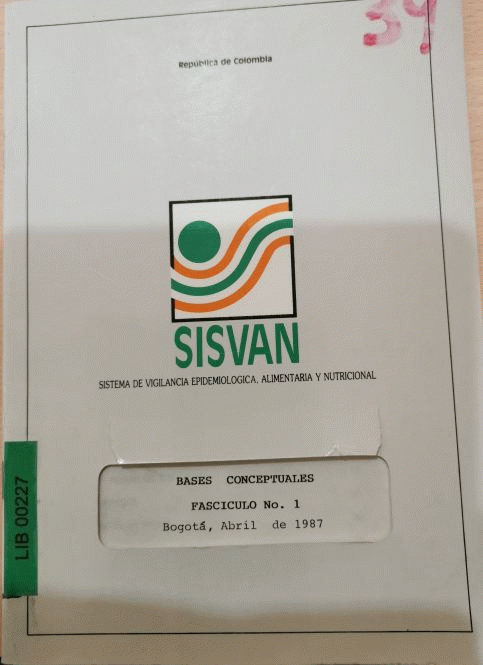 39
República de Colombia
SISVAN
SISTEMA DE VIGILANCIA EPIDEMIOLOGICA, ALIMENTARIA Y NUTRICIONAL
BASES CONCEPTUALES
FASCICULO No. 1
Bogotá, Abril de 1987
LIB 00227